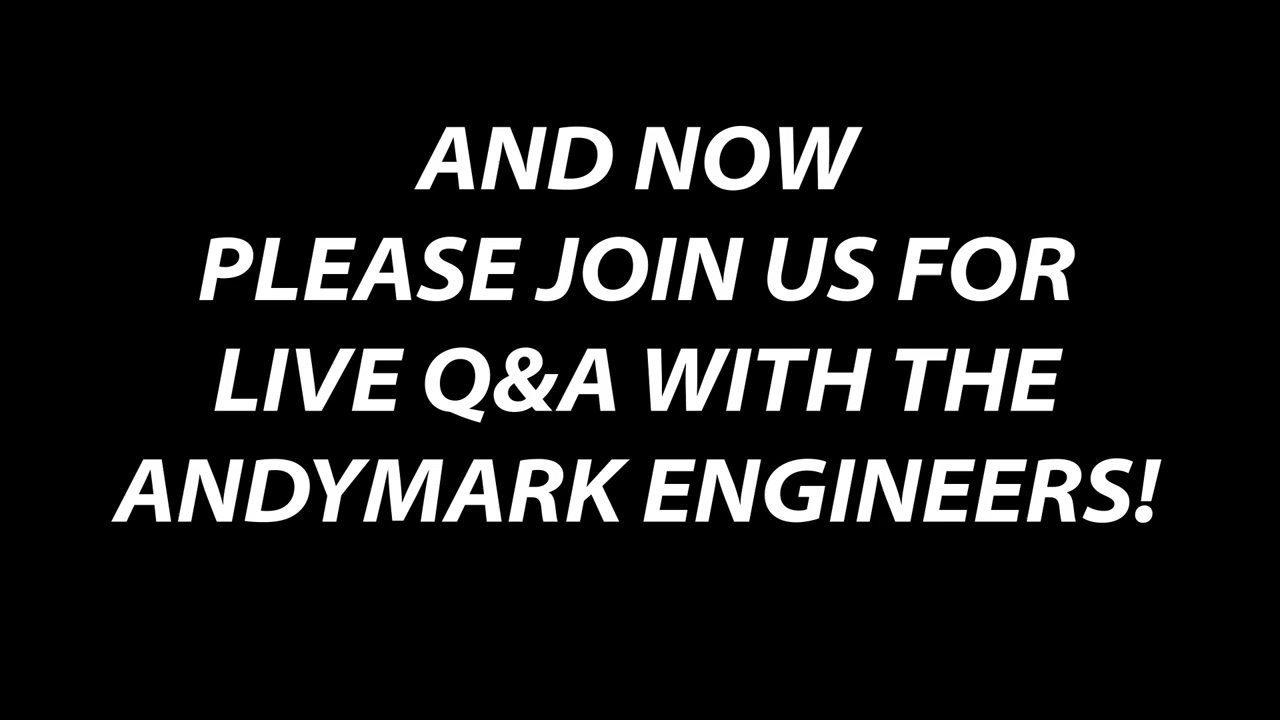 AND NOW
PLEASE JOIN US FOR
LIVE Q&A WITH THE
ANDYMARK ENGINEERS!